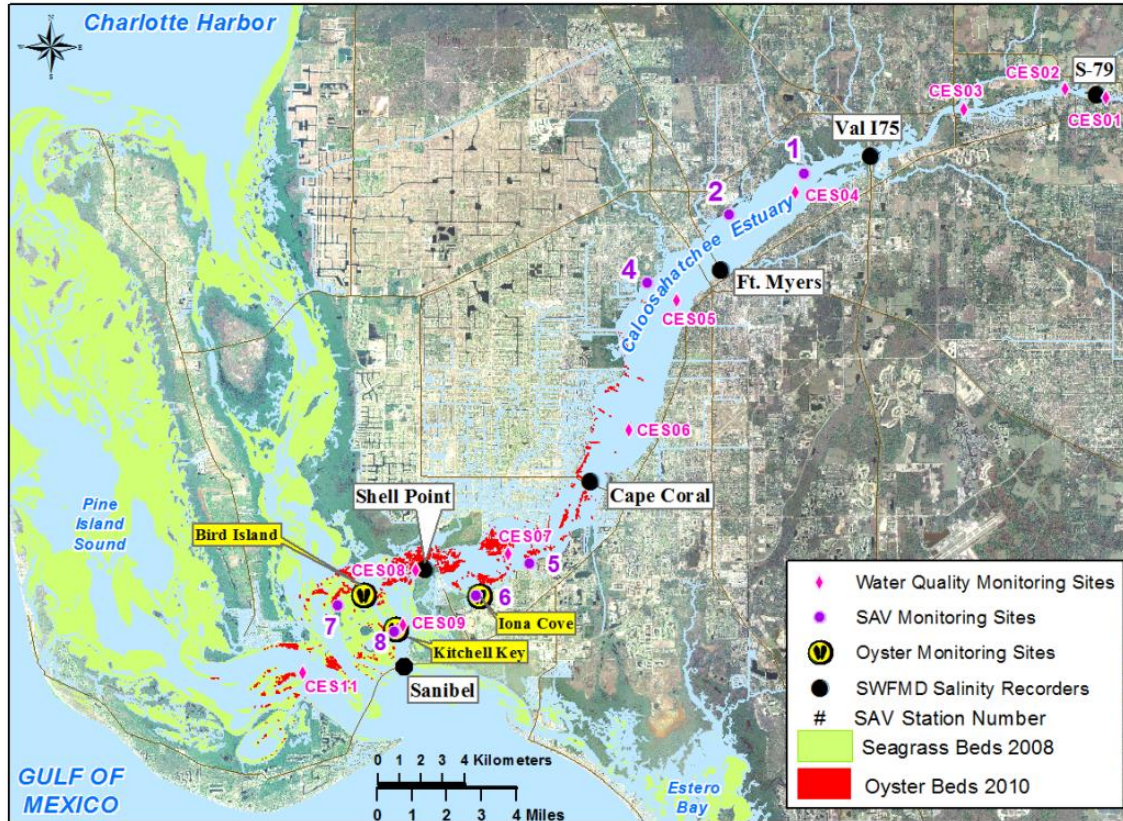 Charlotte Harbor
N
E
S
W
CES02
S-79
CES03
CES01
Val I75
1
CES04
2
Caloosahatchee Estuary
4
Ft. Myers
CES05
CES06
Shell Point
Cape Coral
Pine
Island
Sound
Bird Island
CES07
CES08
5
6
Iona Cove
7
CES09
8
Kitchell Key
CES11
Sanibel
GULF OF
MEXICO
0 1 2 3 4 Kilometers
0 1 2 3 4 Miles
Estero
Bay
Water Quality Monitoring Sites
SAV Monitoring Sites
Oyster Monitoring Sites
SWFMD Salinity Recorders
# SAV Station Number
Seagrass Beds 2008
Oyster Beds 2010